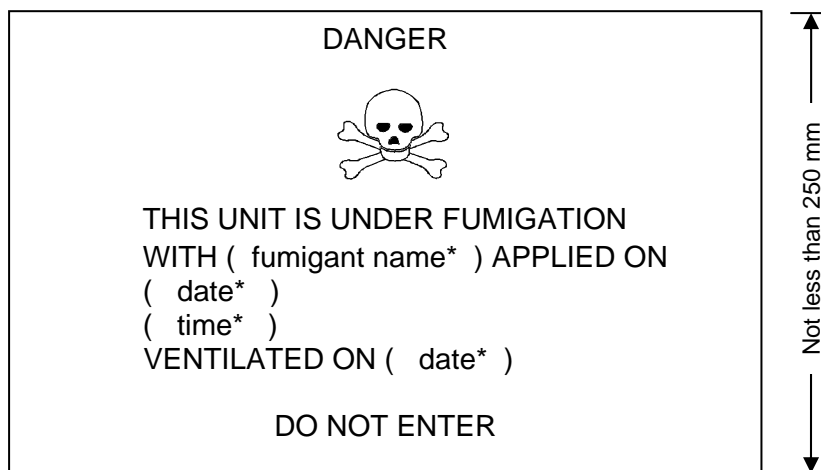 DANGER
THIS UNIT IS UNDER FUMIGATION
WITH ( fumigant name* ) APPLIED ON
( date* )
( time* )
VENTILATED ON ( date* )
DO NOT ENTER
Not less than 250 mm